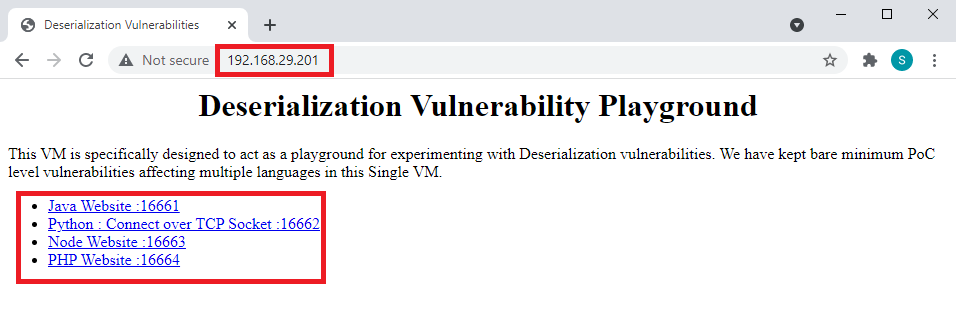 Deserialization Vulnerabilities
Not secure 192.168.29.201
S
Deserialization Vulnerability Playground
This VM is specifically designed to act as a playground for experimenting with Deserialization vulnerabilities. We have kept bare minimum PoC
level vulnerabilities affecting multiple languages in this Single VM.
Java Website :16661
Python : Connect over TCP Socket :16662
Node Website :16663
PHP Website :16664